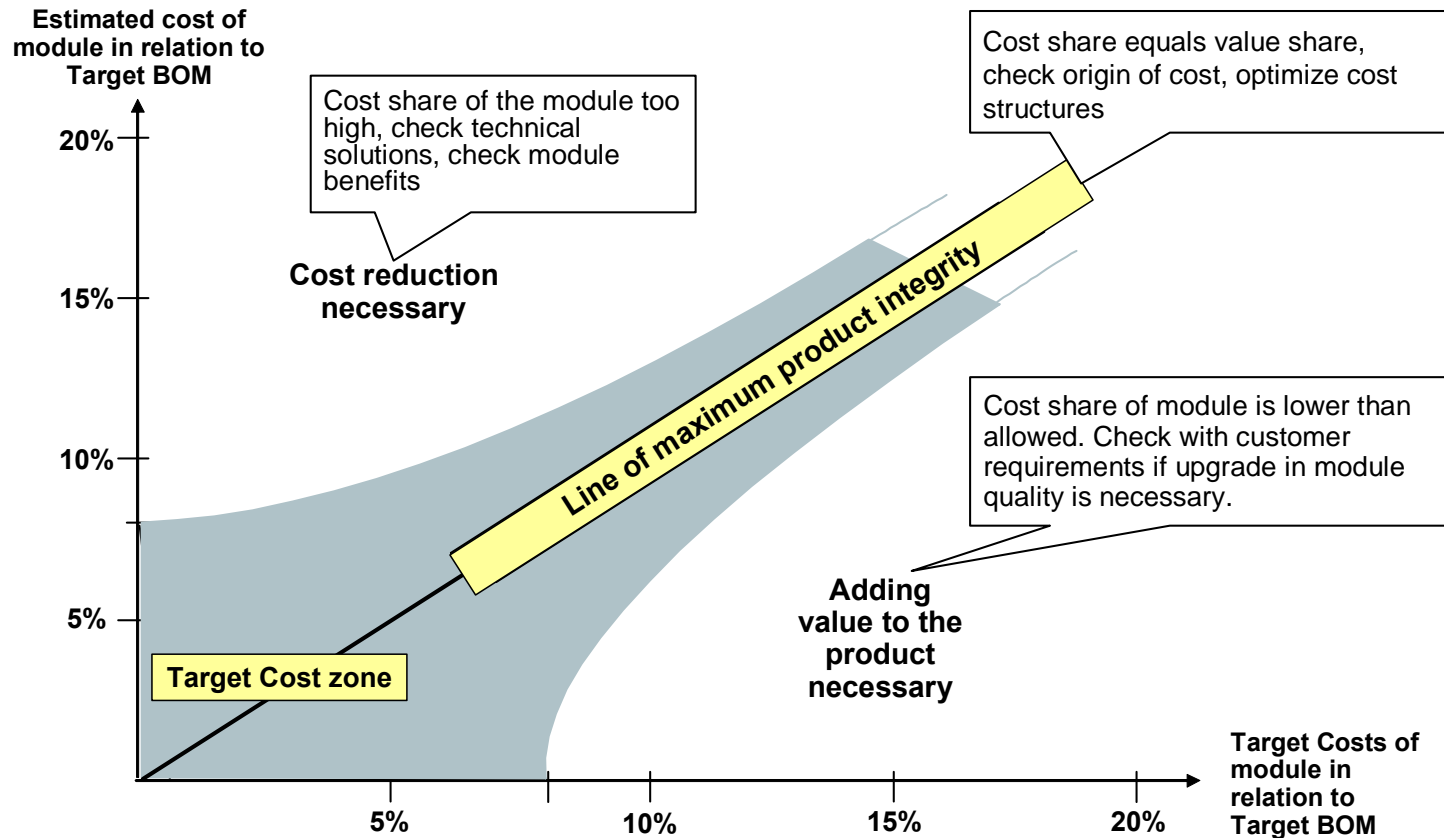 Estimated cost of
module in relation to
Target BOM
Cost share equals value share,
check origin of cost, optimize cost
structures
Cost share of the module too
high, check technical
solutions, check module
benefits
20%
Cost reduction
necessary
15%
Line of maximum product integrity
Cost share of module is lower than
allowed. Check with customer
requirements if upgrade in module
quality is necessary.
10%
Adding
value to the
product
necessary
5%
Target Cost zone
Target Costs of
module in
relation to
Target BOM
5%
10%
15%
20%